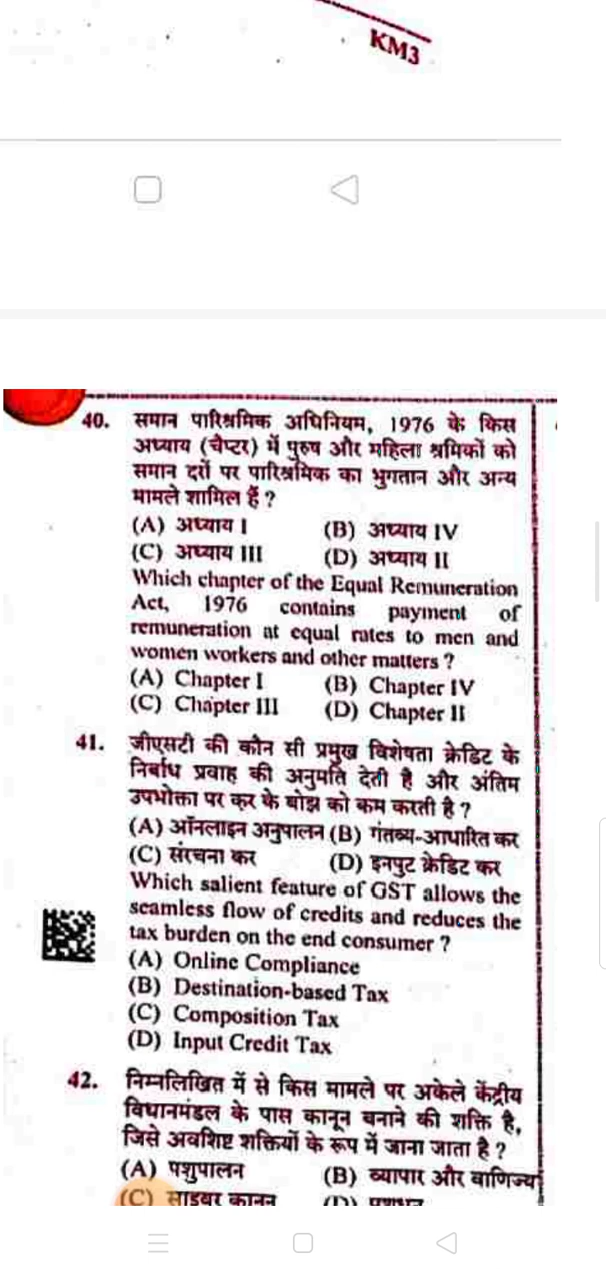 KM3
40. समान पारिश्रमिक अधिनियम, 1976 के किस
अध्याय (चैप्टर) में पुरुष और महिला श्रमिकों को
समान दरों पर पारिश्रमिक का भुगतान और अन्य
मामले शामिल हैं ?
(A) अध्याय I (B) अध्याय IV
(C) अध्याय III (D) अध्याय II
Which chapter of the Equal Remuneration
Act, 1976 contains payment of
remuneration at equal rates to men and
women workers and other matters ?
(A) Chapter I (B) Chapter IV
(C) Chapter III (D) Chapter II
41. जीएसटी की कौन सी प्रमुख विशेषता क्रेडिट के
निर्बाध प्रवाह की अनुमति देती है और अंतिम
उपभोक्ता पर कर के बोझ को कम करती है ?
(A) ऑनलाइन अनुपालन (B) गंतव्य-आधारित कर
(C) संरचना कर (D) इनपुट क्रेडिट कर
Which salient feature of GST allows the
seamless flow of credits and reduces the
tax burden on the end consumer ?
(A) Online Compliance
(B) Destination-based Tax
(C) Composition Tax
(D) Input Credit Tax
42. निम्नलिखित में से किस मामले पर अकेले केंद्रीय
विधानमंडल के पास कानून बनाने की शक्ति है,
जिसे अवशिष्ट शक्तियों के रूप में जाना जाता है ?
(A) पशुपालन (B) व्यापार और वाणिज्य
(C) साइबर कानून (D)